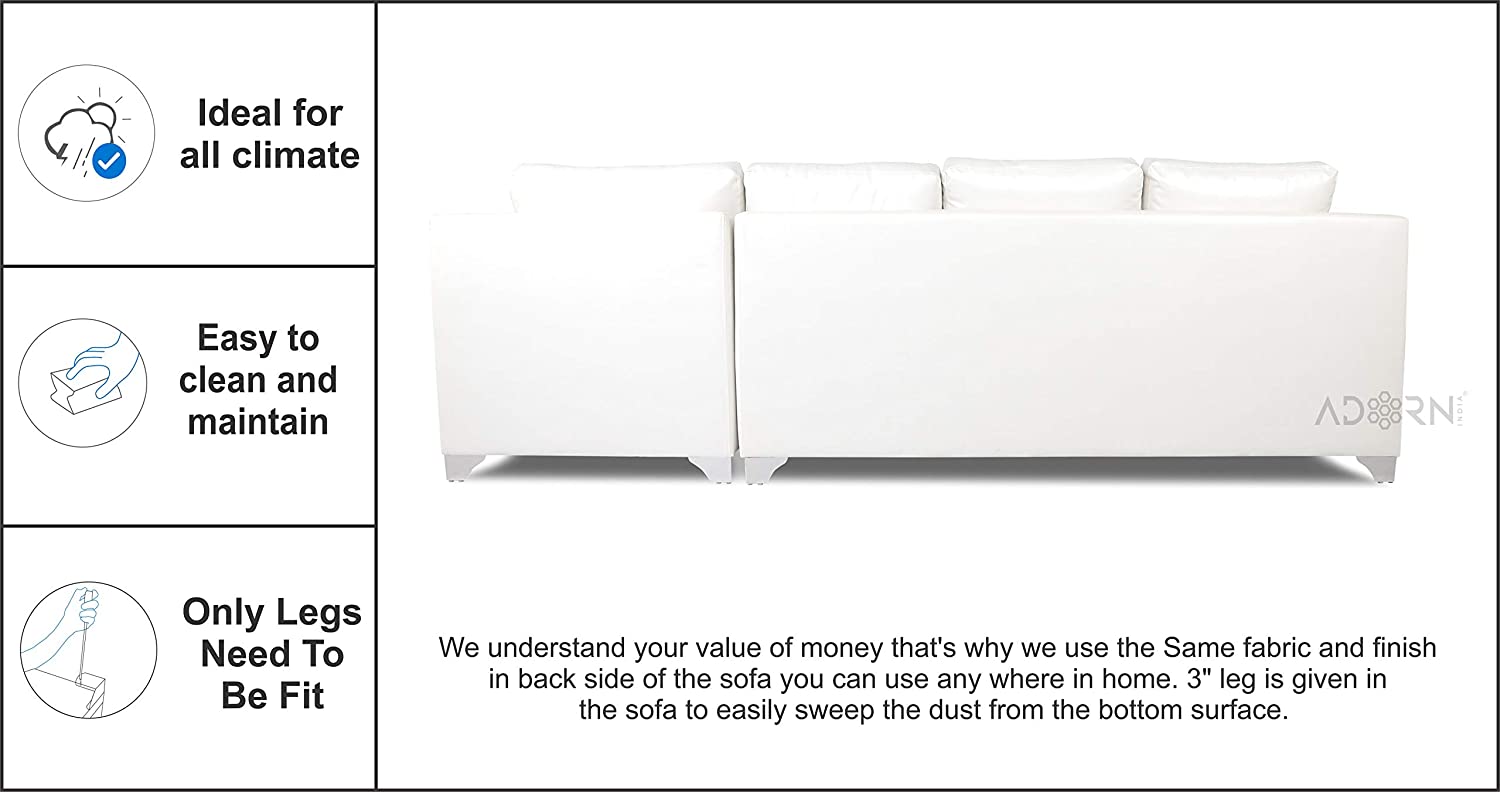 Ideal for
all climate
Easy to
clean and
maintain
Only Legs
Need To
Be Fit
ADORN
INDIA
®
We understand your value of money that's why we use the Same fabric and finish
in back side of the sofa you can use any where in home. 3" leg is given in
the sofa to easily sweep the dust from the bottom surface.